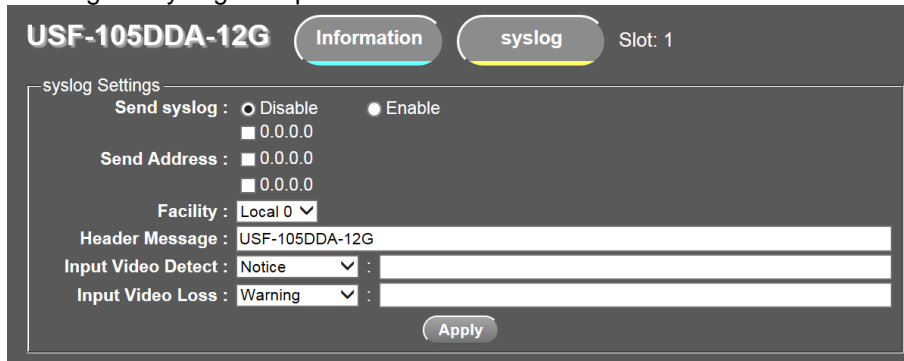 USF-105DDA-12G Information syslog Slot: 1
syslog Settings
Send syslog : Disable Enable
0.0.0.0
Send Address : 0.0.0.0
0.0.0.0
Facility : Local 0
Header Message : USF-105DDA-12G
Input Video Detect : Notice :
Input Video Loss : Warning :
Apply